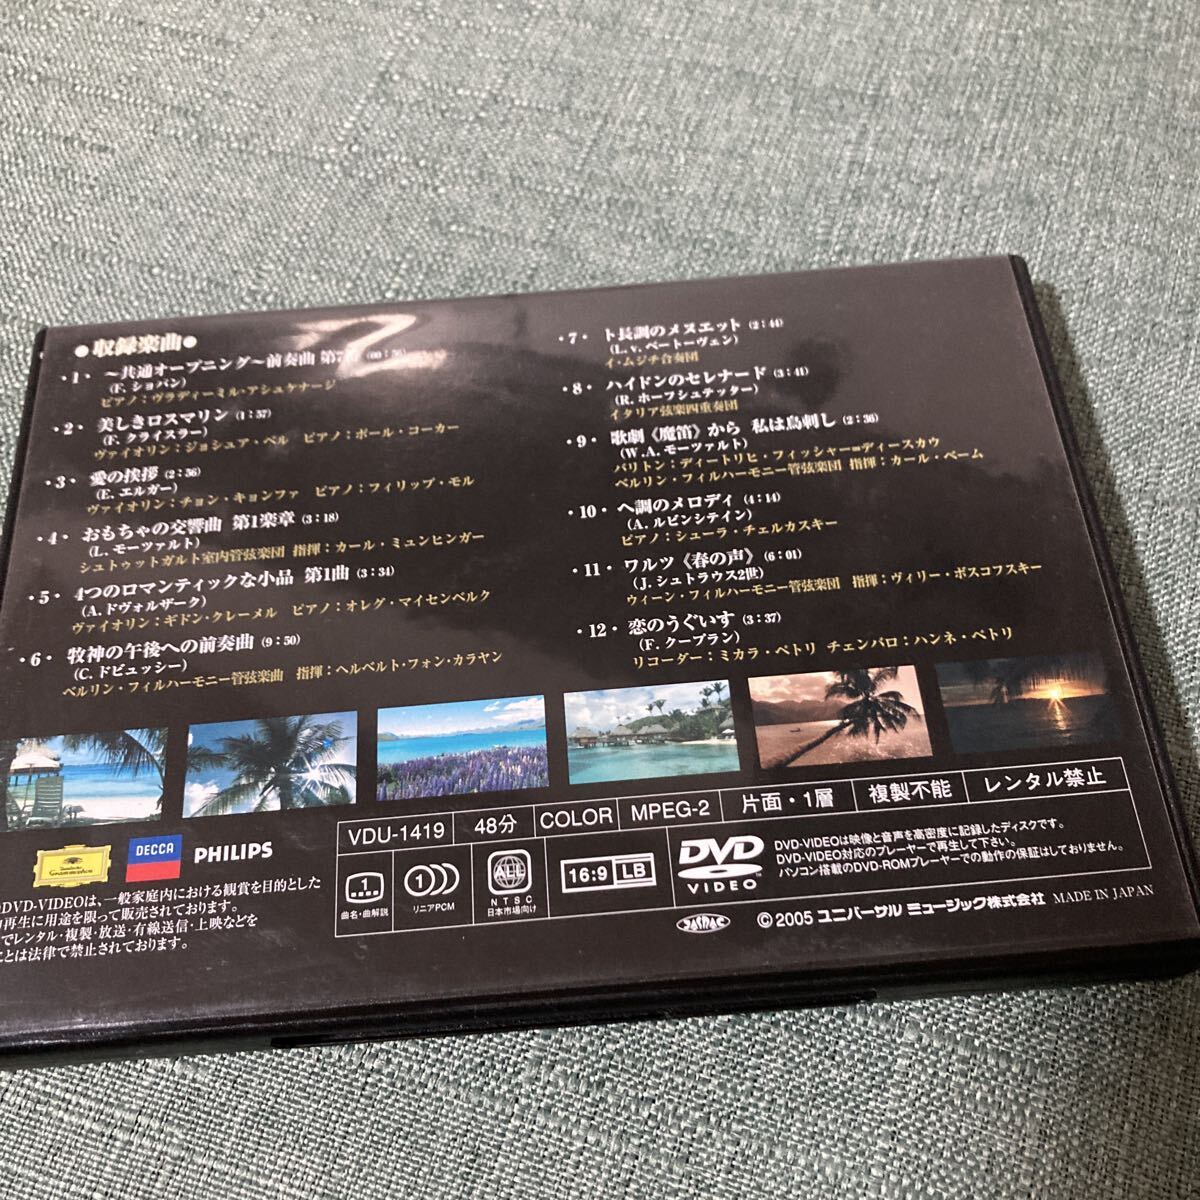 ●収録楽曲●
・1・ ～共通オープニング～前奏曲 第7番 (00:56)
(F. ショパン)
ピアノ：ヴラディーミル・アシュケナージ
・2・ 美しきロスマリン (1:57)
(F. クライスラー)
ヴァイオリン：ジョシュア・ベル ピアノ：ポール・コーカー
・3・ 愛の挨拶 (2:36)
(E. エルガー)
ヴァイオリン：チョン・キョンファ ピアノ：フィリップ・モル
・4・ おもちゃの交響曲 第1楽章 (3:18)
(L. モーツァルト)
シュトゥットガルト室内管弦楽団 指揮：カール・ミュンヒンガー
・5・ 4つのロマンティックな小品 第1曲 (3:34)
(A. ドヴォルザーク)
ヴァイオリン：ギドン・クレーメル ピアノ：オレグ・マイセンベルク
・6・ 牧神の午後への前奏曲 (9:50)
(C. ドビュッシー)
ベルリン・フィルハーモニー管弦楽曲 指揮：ヘルベルト・フォン・カラヤン
・7・ ト長調のメヌエット (2:44)
(L. v. ベートーヴェン)
イ・ムジチ合奏団
・8・ ハイドンのセレナード (3:41)
(R. ホーフシュテッター)
イタリア弦楽四重奏団
・9・ 歌劇《魔笛》から 私は鳥刺し (2:36)
(W.A. モーツァルト)
バリトン：ディートリヒ・フィッシャー=ディースカウ
ベルリン・フィルハーモニー管弦楽団 指揮：カール・ベーム
・10・ ヘ調のメロディ (4:14)
(A. ルビンシテイン)
ピアノ：シューラ・チェルカスキー
・11・ ワルツ《春の声》 (6:01)
(J. シュトラウス2世)
ウィーン・フィルハーモニー管弦楽団 指揮：ヴィリー・ボスコフスキー
・12・ 恋のうぐいす (3:37)
(F. クープラン)
リコーダー：ミカラ・ペトリ チェンバロ：ハンネ・ペトリ
Deutsche Grammophon
DECCA
PHILIPS
DVD-VIDEOは、一般家庭内における観賞を目的とした
再生に用途を限って販売されております。
でレンタル・複製・放送・有線送信・上映などを
とは法律で禁止されております。
VDU-1419 48分 COLOR MPEG-2 片面・1層 複製不能 レンタル禁止
1
曲名・曲解説
1
リニアPCM
ALL
NTSC
日本市場向け
16:9 LB
DVD
VIDEO
DVD-VIDEOは映像と音声を高密度に記録したディスクです。
DVD-VIDEO対応のプレーヤーで再生して下さい。
パソコン搭載のDVD-ROMプレーヤーでの動作の保証はしておりません。
JASRAC
©2005 ユニバーサル ミュージック株式会社 MADE IN JAPAN